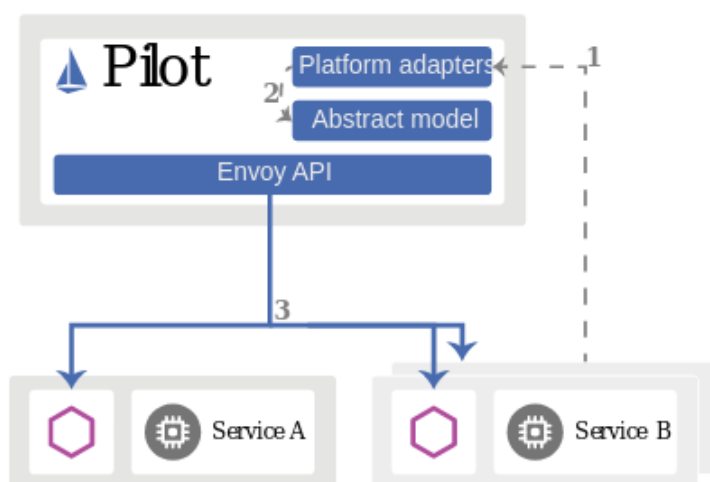 Pilot
Platform adapters
1
2
Abstract model
Envoy API
3
Service A
Service B